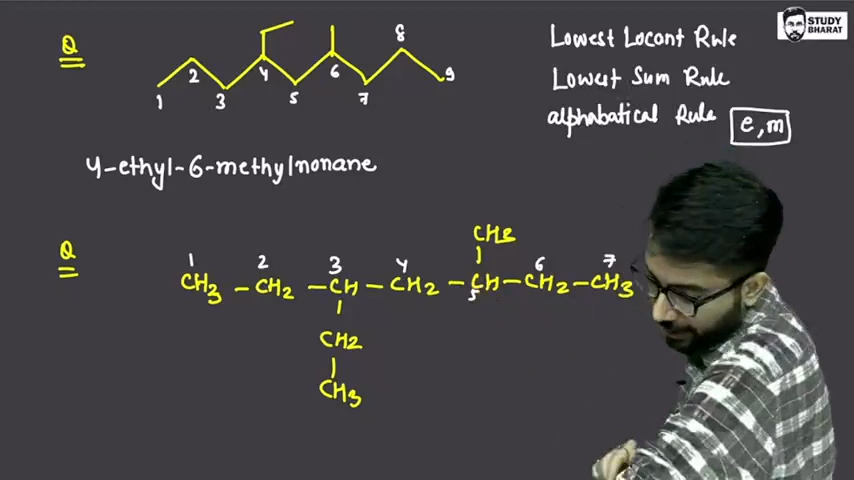 STUDY
BHARAT
Lowest Locant Rule
Lowest Sum Rule
alphabatical Rule e,m
Q
1 2 3 4 5 6 7 8 9
4-ethyl-6-methylnonane
Q
CH3
1 2 3 4 5 6 7
CH3 - CH2 - CH - CH2 - CH - CH2 - CH3
CH2
CH3